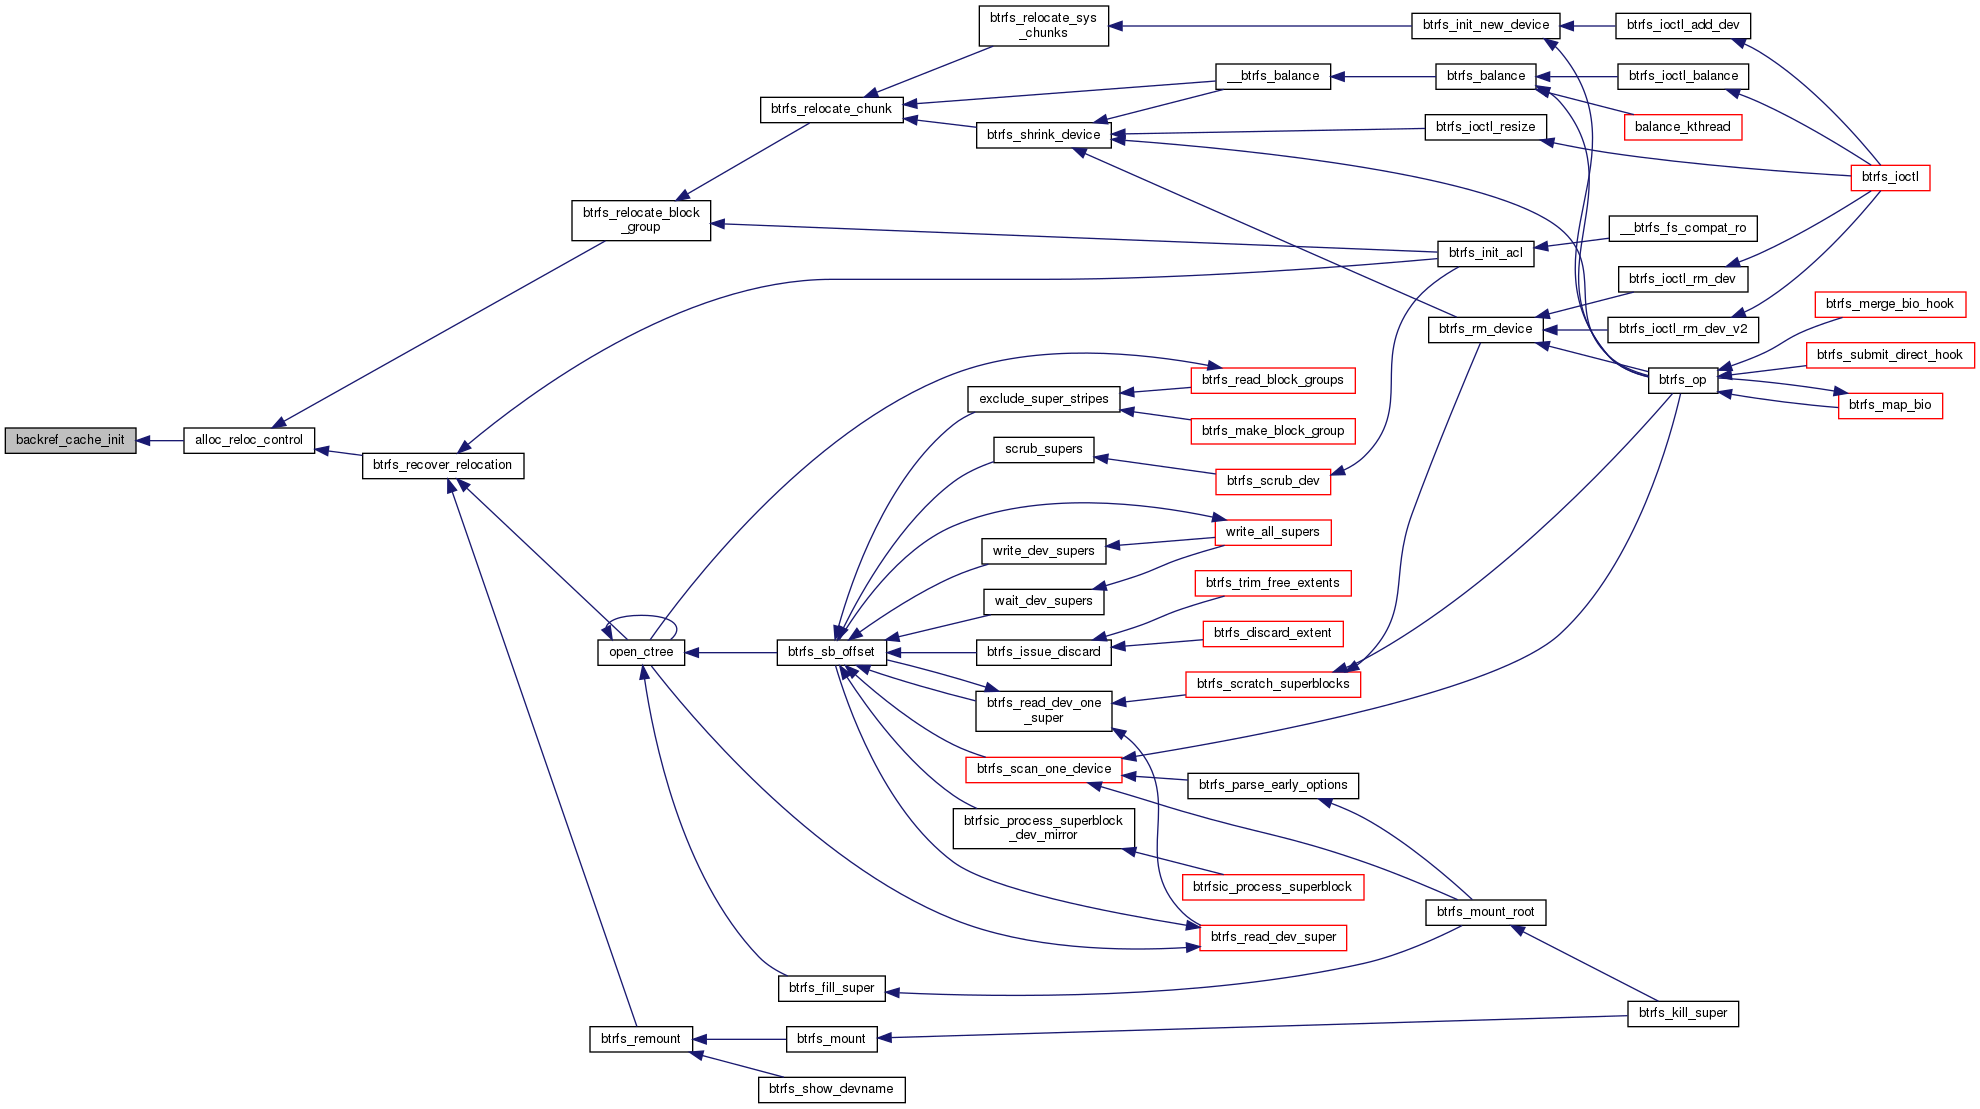 btrfs_relocate_sys
_chunks
btrfs_init_new_device
btrfs_ioctl_add_dev
__btrfs_balance
btrfs_balance
btrfs_ioctl_balance
btrfs_relocate_chunk
btrfs_shrink_device
btrfs_ioctl_resize
balance_kthread
btrfs_ioctl
btrfs_relocate_block
_group
btrfs_init_acl
__btrfs_fs_compat_ro
btrfs_ioctl_rm_dev
btrfs_merge_bio_hook
btrfs_rm_device
btrfs_ioctl_rm_dev_v2
btrfs_submit_direct_hook
btrfs_read_block_groups
btrfs_op
exclude_super_stripes
btrfs_map_bio
btrfs_make_block_group
backref_cache_init
alloc_reloc_control
scrub_supers
btrfs_recover_relocation
btrfs_scrub_dev
write_all_supers
write_dev_supers
btrfs_trim_free_extents
wait_dev_supers
btrfs_discard_extent
open_ctree
btrfs_sb_offset
btrfs_issue_discard
btrfs_scratch_superblocks
btrfs_read_dev_one
_super
btrfs_scan_one_device
btrfs_parse_early_options
btrfsic_process_superblock
_dev_mirror
btrfsic_process_superblock
btrfs_mount_root
btrfs_read_dev_super
btrfs_fill_super
btrfs_kill_super
btrfs_remount
btrfs_mount
btrfs_show_devname